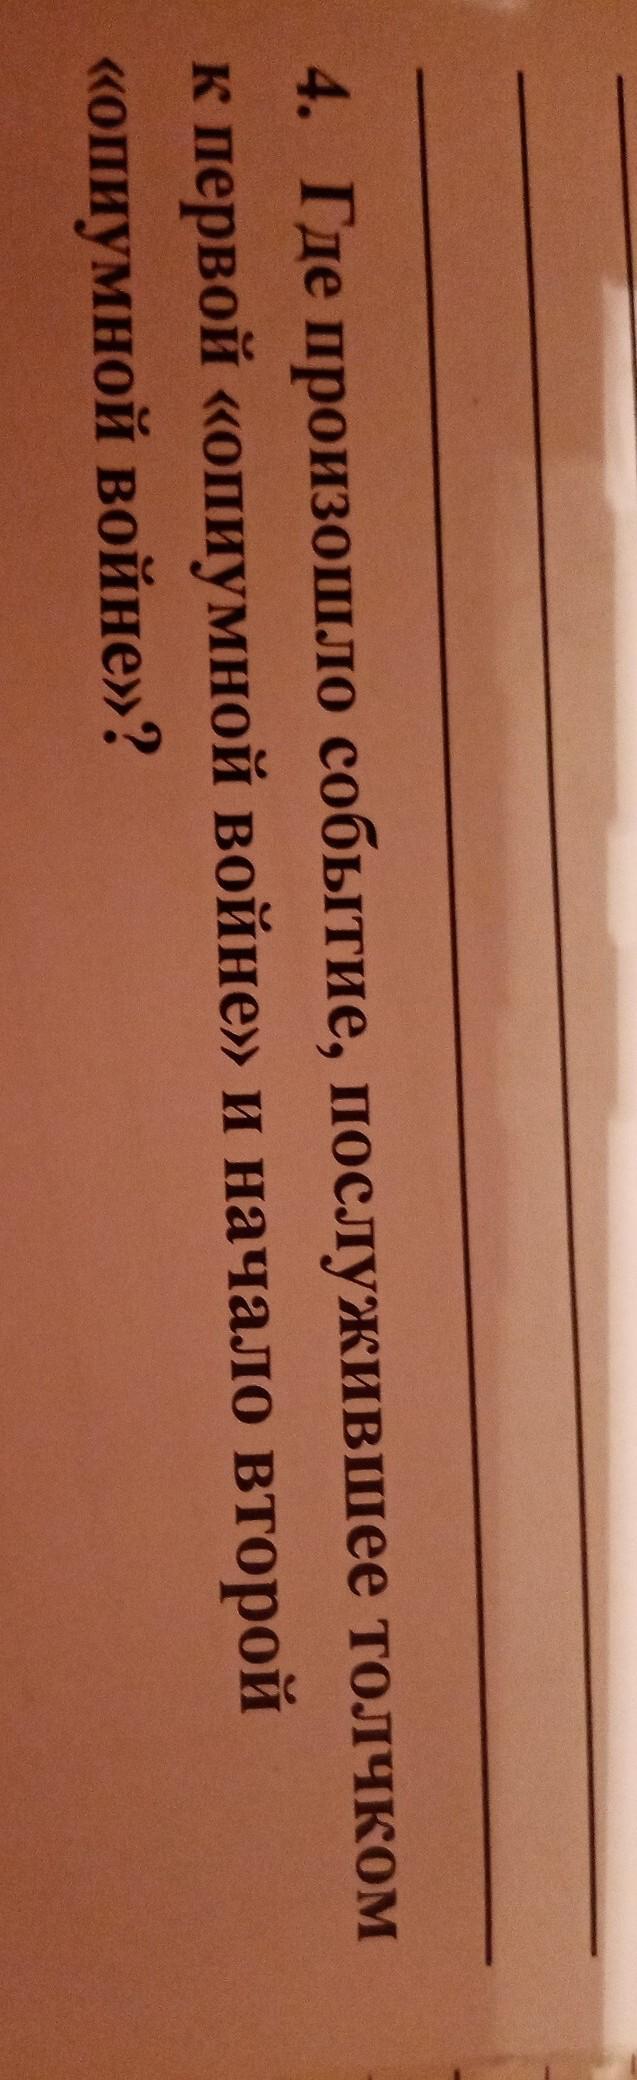 4. Где произошло событие, послужившее толчком
к первой «опиумной войне» и начало второй
«опиумной войне»?